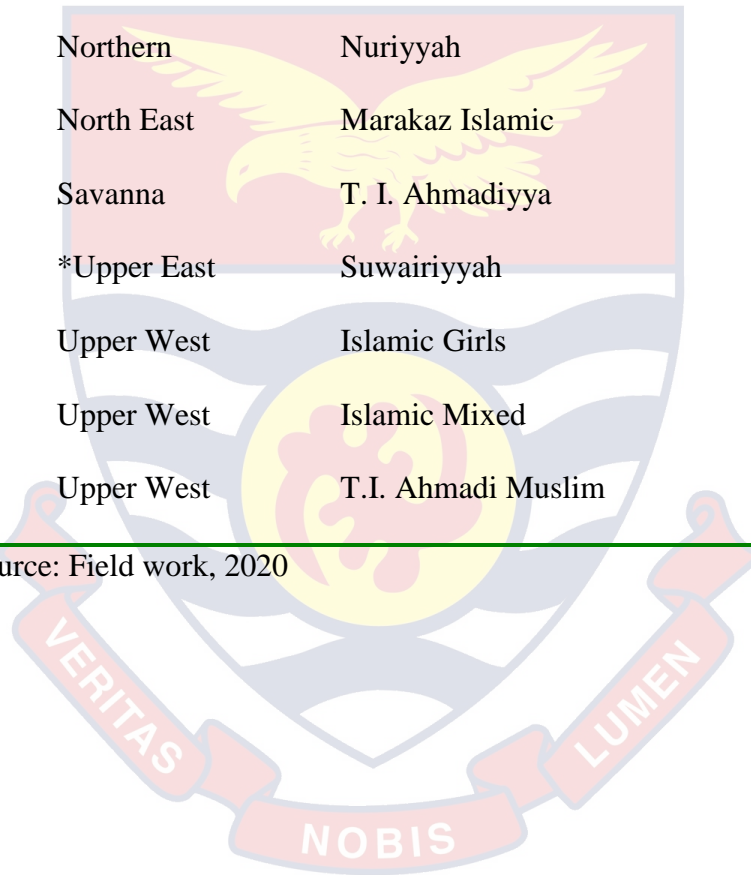 Northern Nuriyyah
North East Marakaz Islamic
Savanna T. I. Ahmadiyya
*Upper East Suwairiyyah
Upper West Islamic Girls
Upper West Islamic Mixed
Upper West T.I. Ahmadi Muslim
urce: Field work, 2020
VERITAS
NOBIS
LUMEN